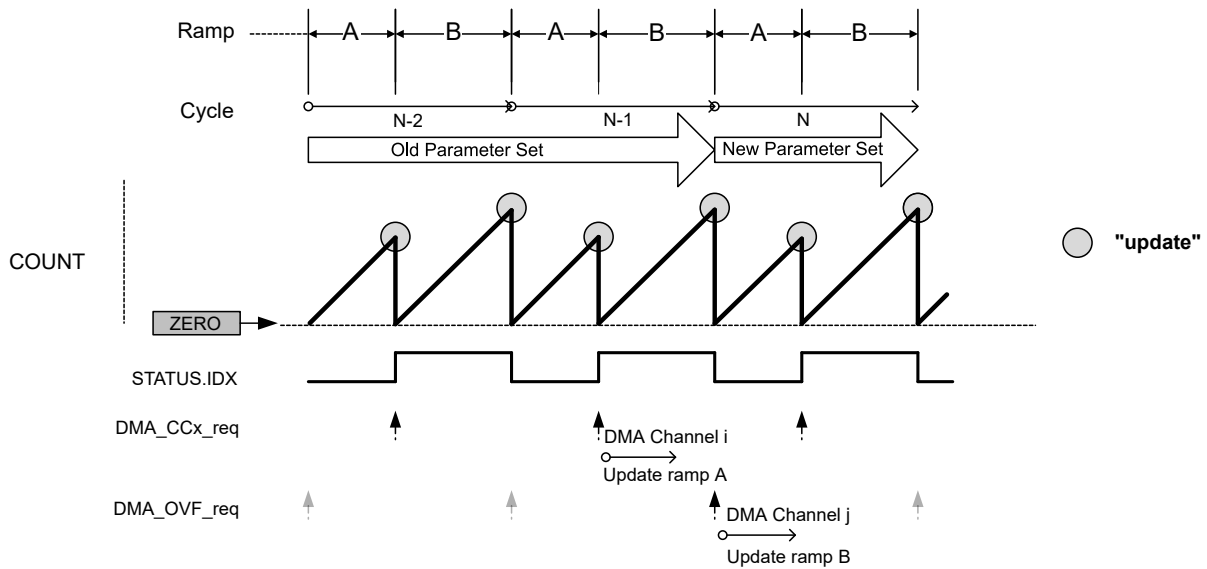 Ramp
A B A B A B
Cycle
N-2 N-1 N
Old Parameter Set New Parameter Set
COUNT
"update"
ZERO
STATUS.IDX
DMA_CCx_req
DMA Channel i
Update ramp A
DMA_OVF_req
DMA Channel j
Update ramp B